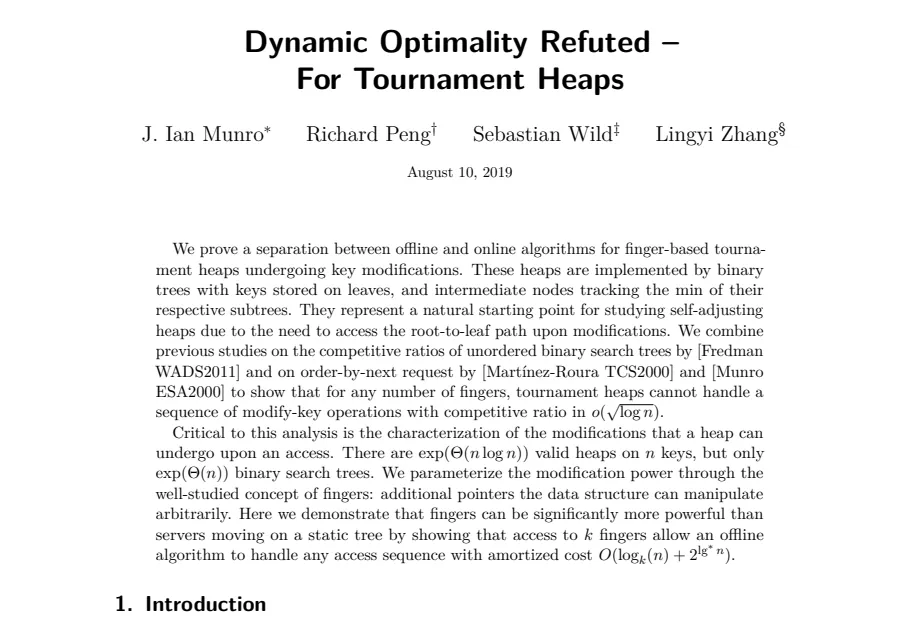 Dynamic Optimality Refuted –
For Tournament Heaps
J. Ian Munro* Richard Peng† Sebastian Wild‡ Lingyi Zhang§
August 10, 2019
We prove a separation between offline and online algorithms for finger-based tourna-
ment heaps undergoing key modifications. These heaps are implemented by binary
trees with keys stored on leaves, and intermediate nodes tracking the min of their
respective subtrees. They represent a natural starting point for studying self-adjusting
heaps due to the need to access the root-to-leaf path upon modifications. We combine
previous studies on the competitive ratios of unordered binary search trees by [Fredman
WADS2011] and on order-by-next request by [Martínez-Roura TCS2000] and [Munro
ESA2000] to show that for any number of fingers, tournament heaps cannot handle a
sequence of modify-key operations with competitive ratio in o(√log n).
Critical to this analysis is the characterization of the modifications that a heap can
undergo upon an access. There are exp(Θ(n log n)) valid heaps on n keys, but only
exp(Θ(n)) binary search trees. We parameterize the modification power through the
well-studied concept of fingers: additional pointers the data structure can manipulate
arbitrarily. Here we demonstrate that fingers can be significantly more powerful than
servers moving on a static tree by showing that access to k fingers allow an offline
algorithm to handle any access sequence with amortized cost O(logₖ(n) + 2^{lg* n}).
1. Introduction